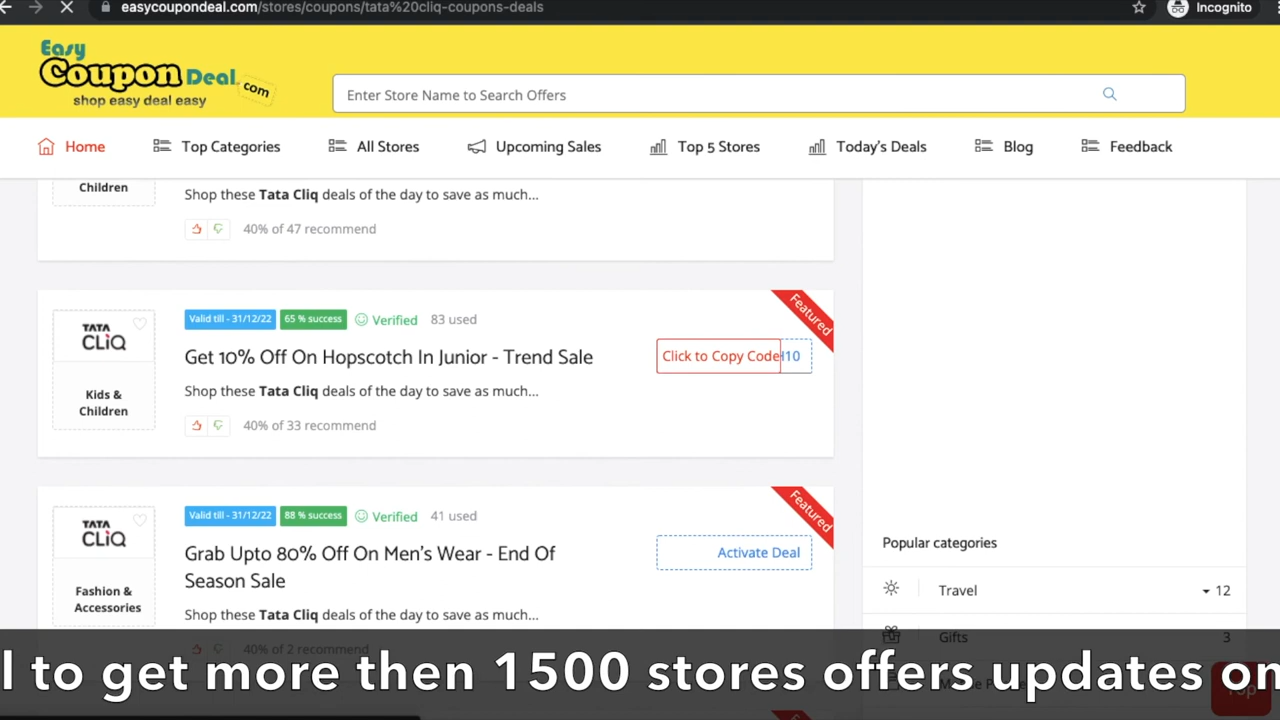 easycoupondeal.com/stores/coupons/tata%20cliq-coupons-deals
Incognito
Easy
Coupon Deal
.com
shop easy deal easy
Enter Store Name to Search Offers
Home
Top Categories
All Stores
Upcoming Sales
Top 5 Stores
Today's Deals
Blog
Feedback
Children
Shop these Tata Cliq deals of the day to save as much...
40% of 47 recommend
TATA
CLiQ
Kids &
Children
Valid till - 31/12/22
65 % success
Verified
83 used
Featured
Get 10% Off On Hopscotch In Junior - Trend Sale
Click to Copy Code
10
Shop these Tata Cliq deals of the day to save as much...
40% of 33 recommend
TATA
CLiQ
Fashion &
Accessories
Valid till - 31/12/22
88 % success
Verified
41 used
Featured
Grab Upto 80% Off On Men's Wear - End Of
Season Sale
Activate Deal
Shop these Tata Cliq deals of the day to save as much...
40% of 2 recommend
Popular categories
Travel
12
Gifts
3
Top
l to get more then 1500 stores offers updates on